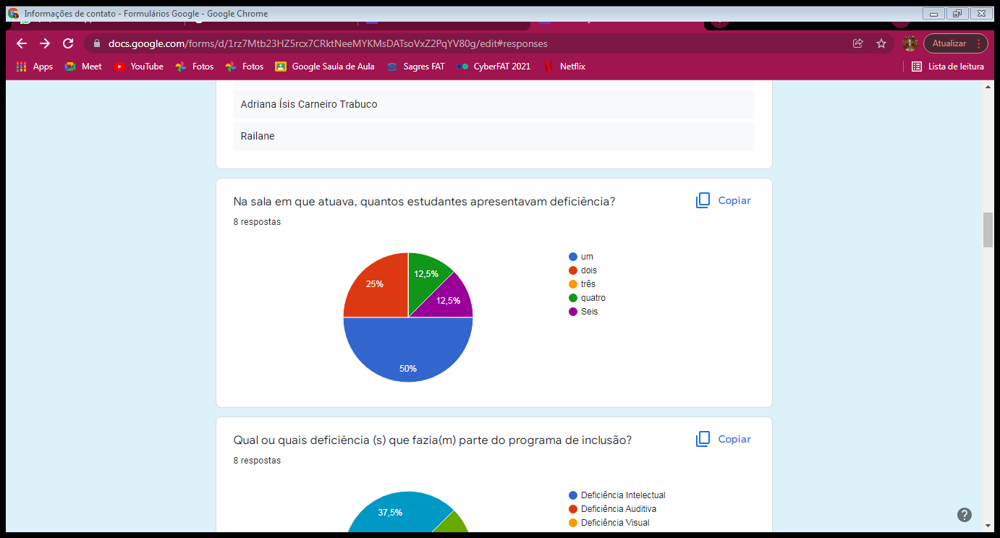 Informações de contato - Formulários Google - Google Chrome
docs.google.com/forms/d/1rz7Mtb23HZ5rcx7CRktNeeMYKMsDATsoVxZ2PqYV80g/edit#responses
Atualizar
Apps Meet YouTube Fotos Fotos Google Saula de Aula Sagres FAT CyberFAT 2021 Netflix Lista de leitura
Adriana Ísis Carneiro Trabuco
Railane
Na sala em que atuava, quantos estudantes apresentavam deficiência?
Copiar
8 respostas
um
dois
três
quatro
Seis
12,5%
25%
12,5%
50%
Qual ou quais deficiência (s) que fazia(m) parte do programa de inclusão?
Copiar
8 respostas
Deficiência Intelectual
Deficiência Auditiva
Deficiência Visual
37,5%